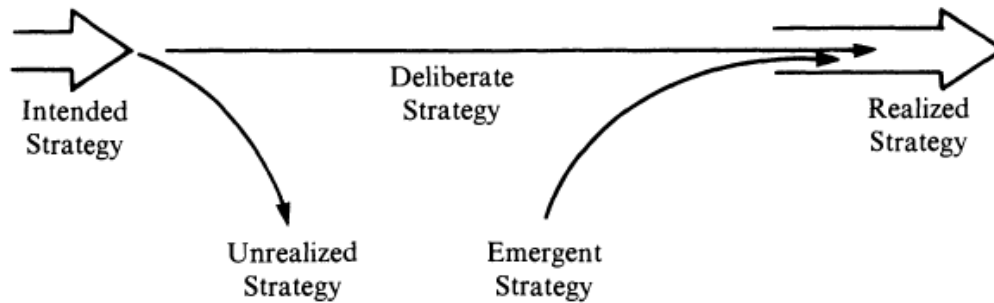 Intended
Strategy
Deliberate
Strategy
Realized
Strategy
Unrealized
Strategy
Emergent
Strategy